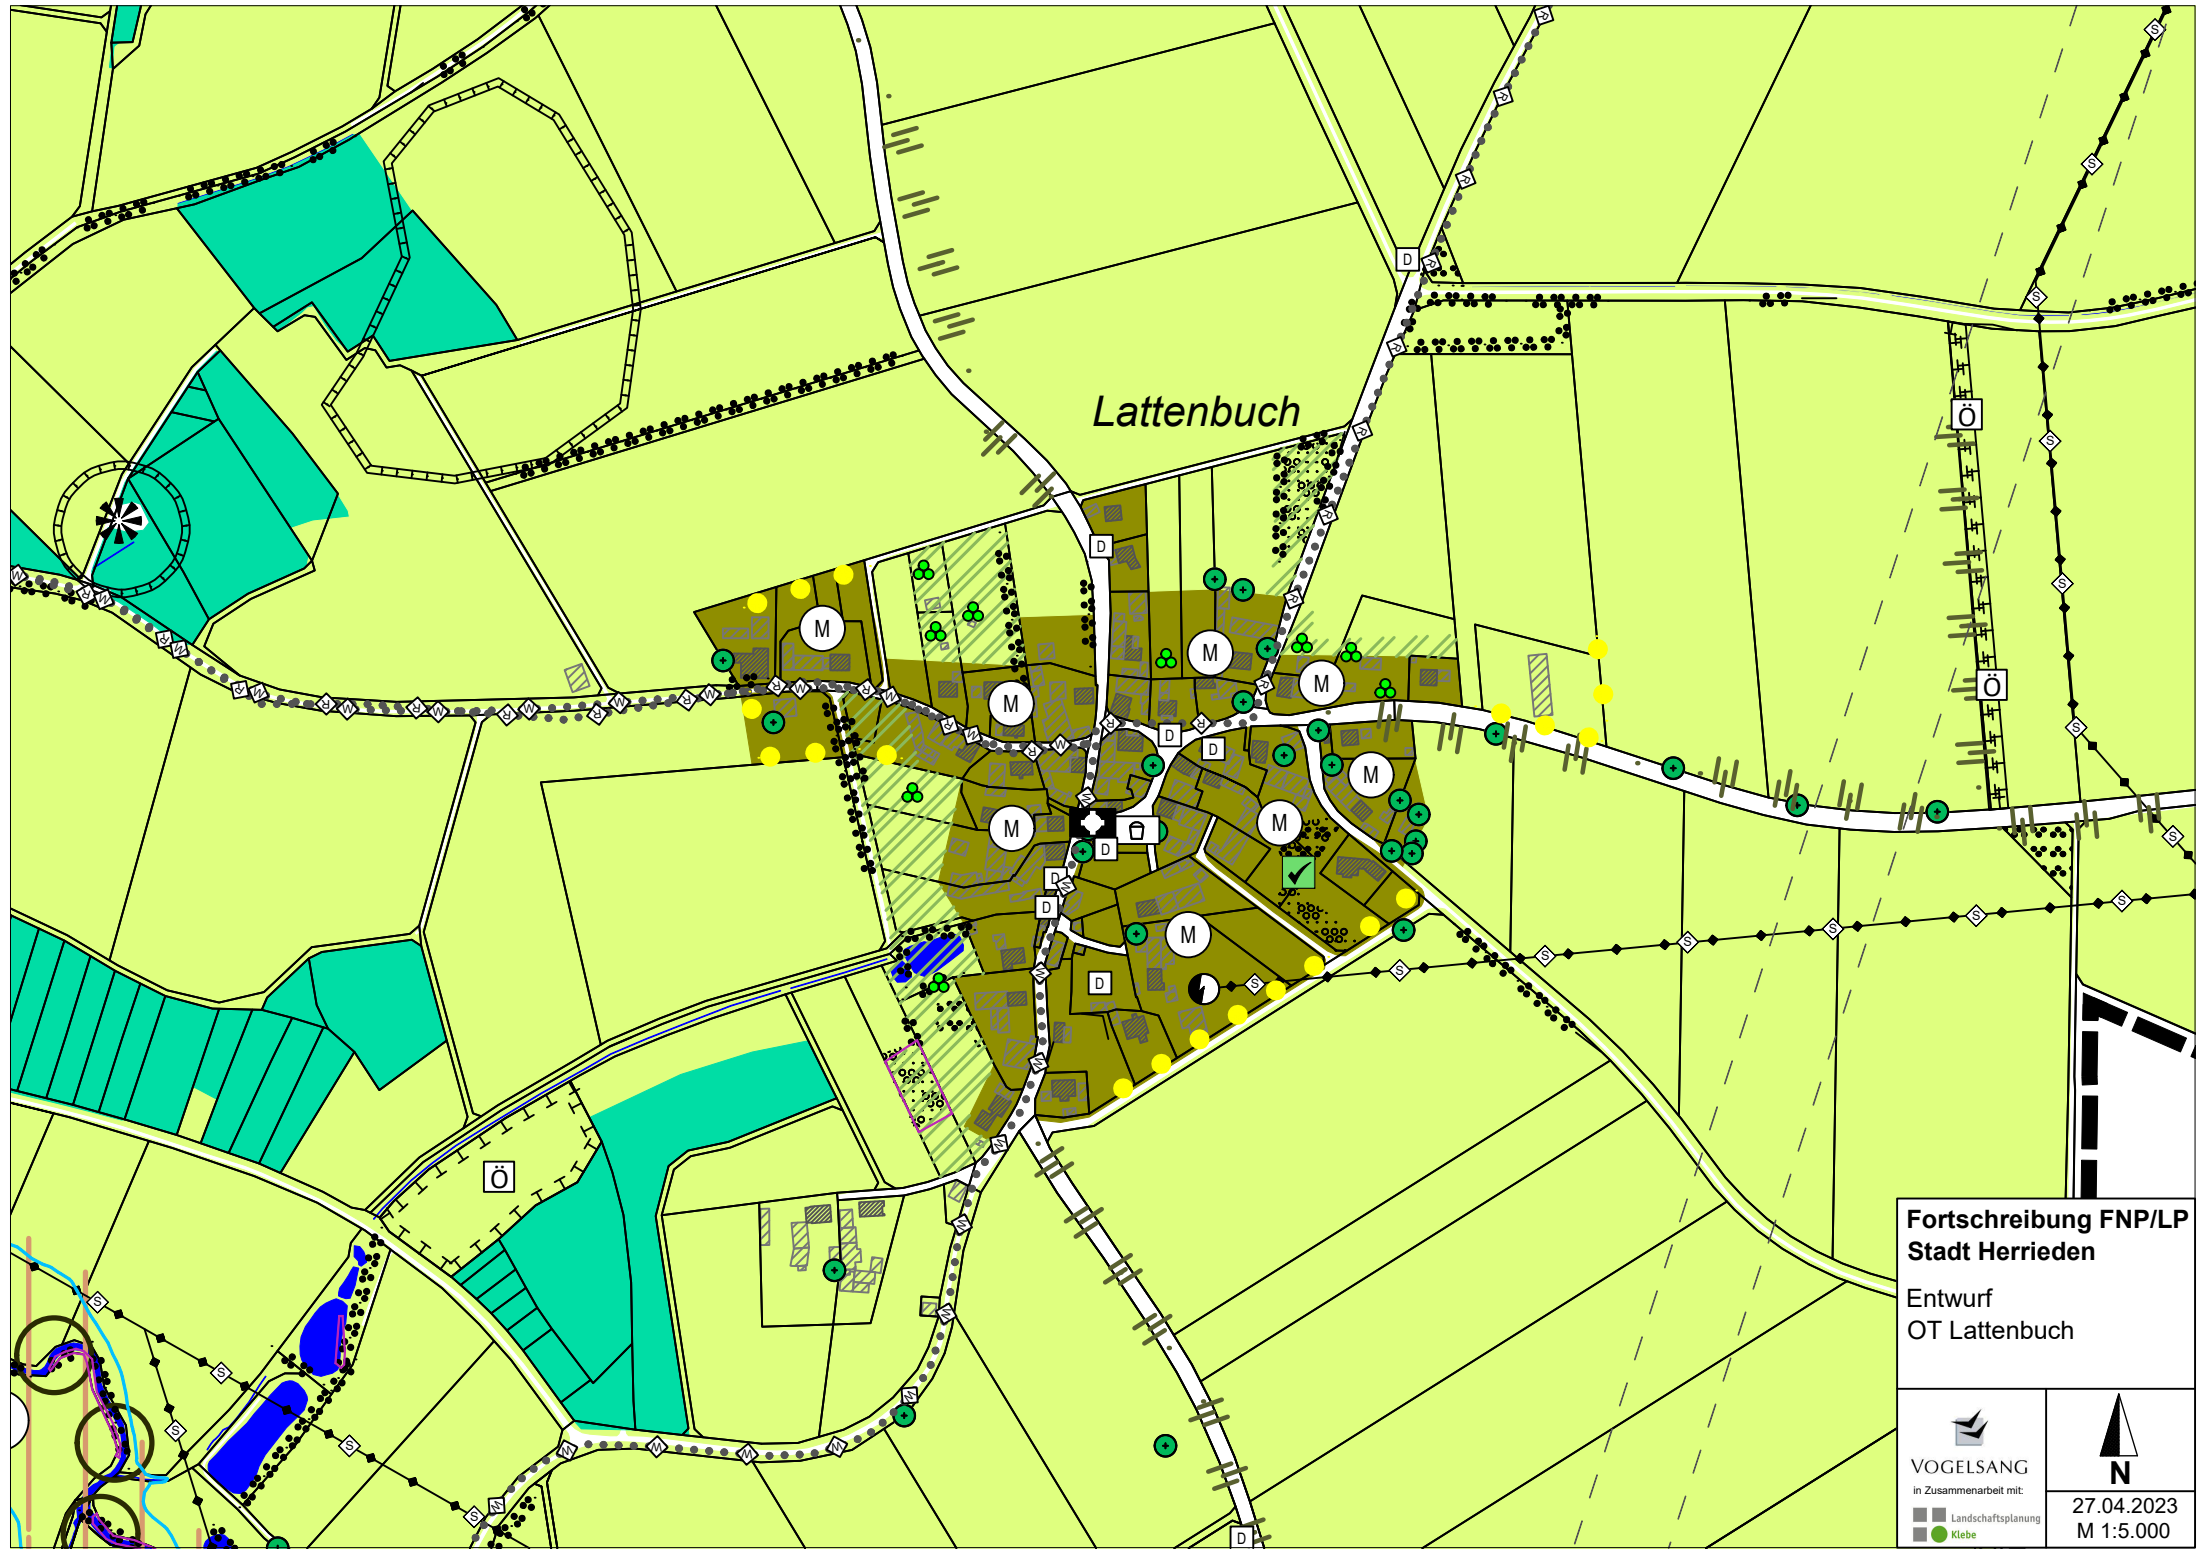 Lattenbuch
D
R
S
Ö
D
M
M
M
M
Ö
D
D
M
M
M
D
D
D
M
D
S
Ö
W
D
Fortschreibung FNP/LP
Stadt Herrieden
Entwurf
OT Lattenbuch
VOGELSANG
in Zusammenarbeit mit:
Landschaftsplanung
Klebe
N
27.04.2023
M 1:5.000